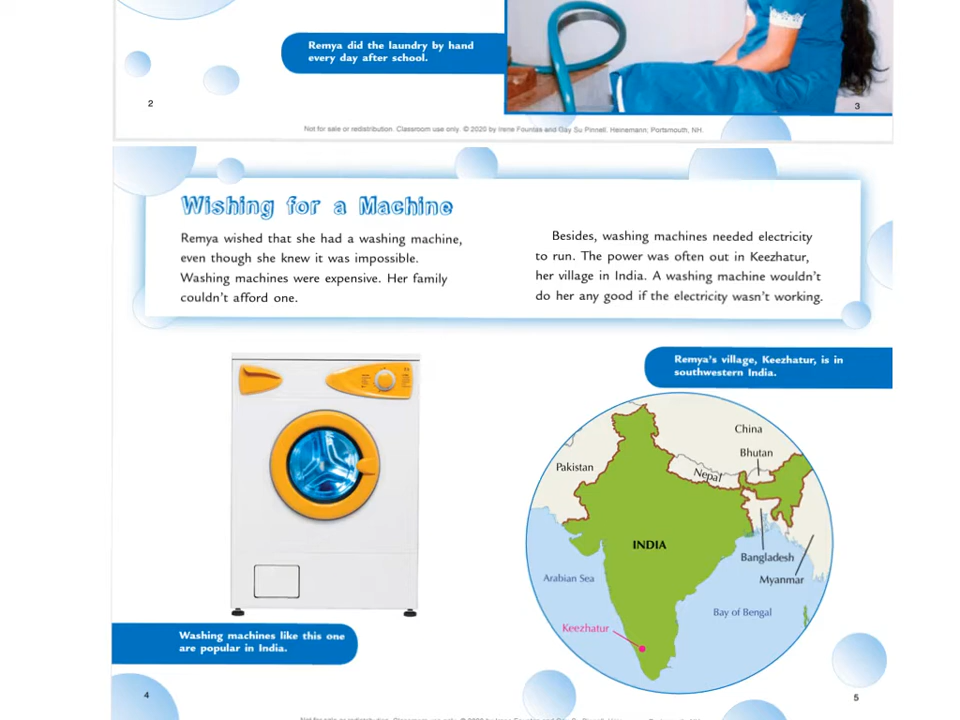 Remya did the laundry by hand
every day after school.
2
3
Not for sale or redistribution. Classroom use only. © 2020 by Irene Fountas and Gay Su Pinnell. Heinemann; Portsmouth, NH.
Wishing for a Machine
Remya wished that she had a washing machine,
even though she knew it was impossible.
Washing machines were expensive. Her family
couldn't afford one.
Besides, washing machines needed electricity
to run. The power was often out in Keezhatur,
her village in India. A washing machine wouldn't
do her any good if the electricity wasn't working.
Remya's village, Keezhatur, is in
southwestern India.
China
Bhutan
Pakistan
Nepal
INDIA
Bangladesh
Arabian Sea
Myanmar
Bay of Bengal
Keezhatur
Washing machines like this one
are popular in India.
4
5